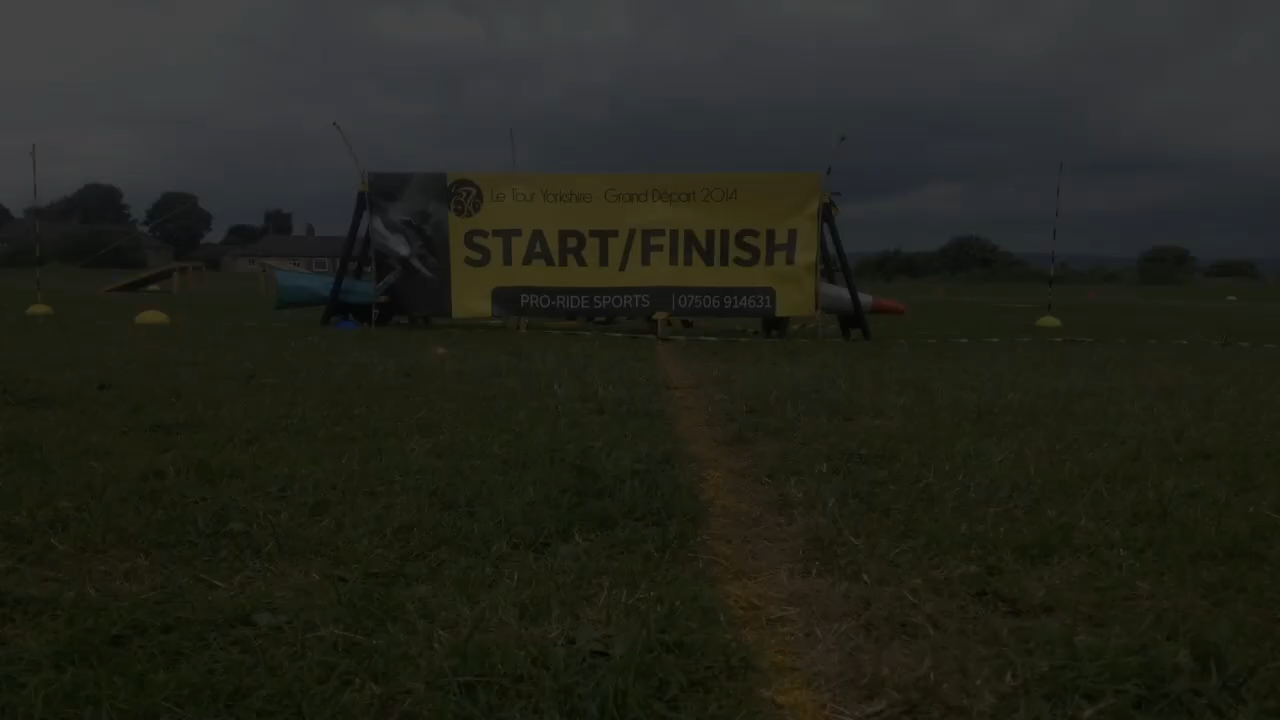 Le Tour Yorkshire Grand Départ 2014
START/FINISH
PRO-RIDE SPORTS | 07506 914631